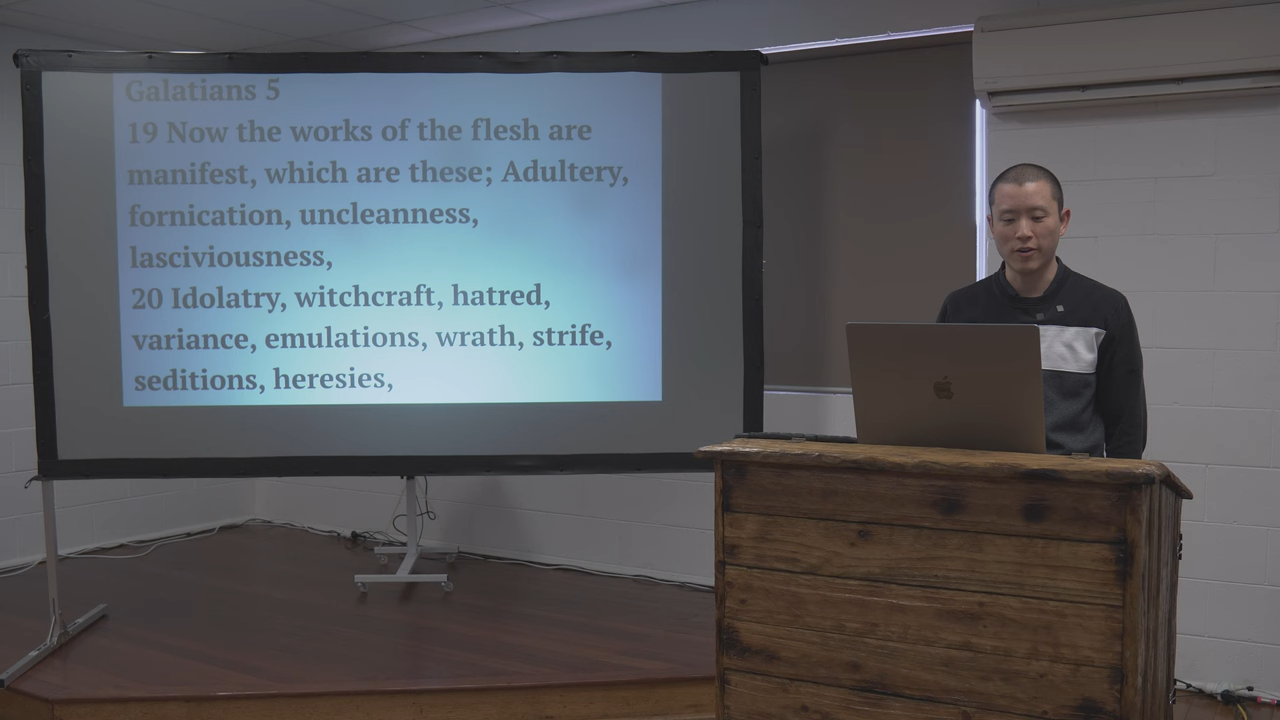 Galatians 5
19 Now the works of the flesh are
manifest, which are these; Adultery,
fornication, uncleanness,
lasciviousness,
20 Idolatry, witchcraft, hatred,
variance, emulations, wrath, strife,
seditions, heresies,